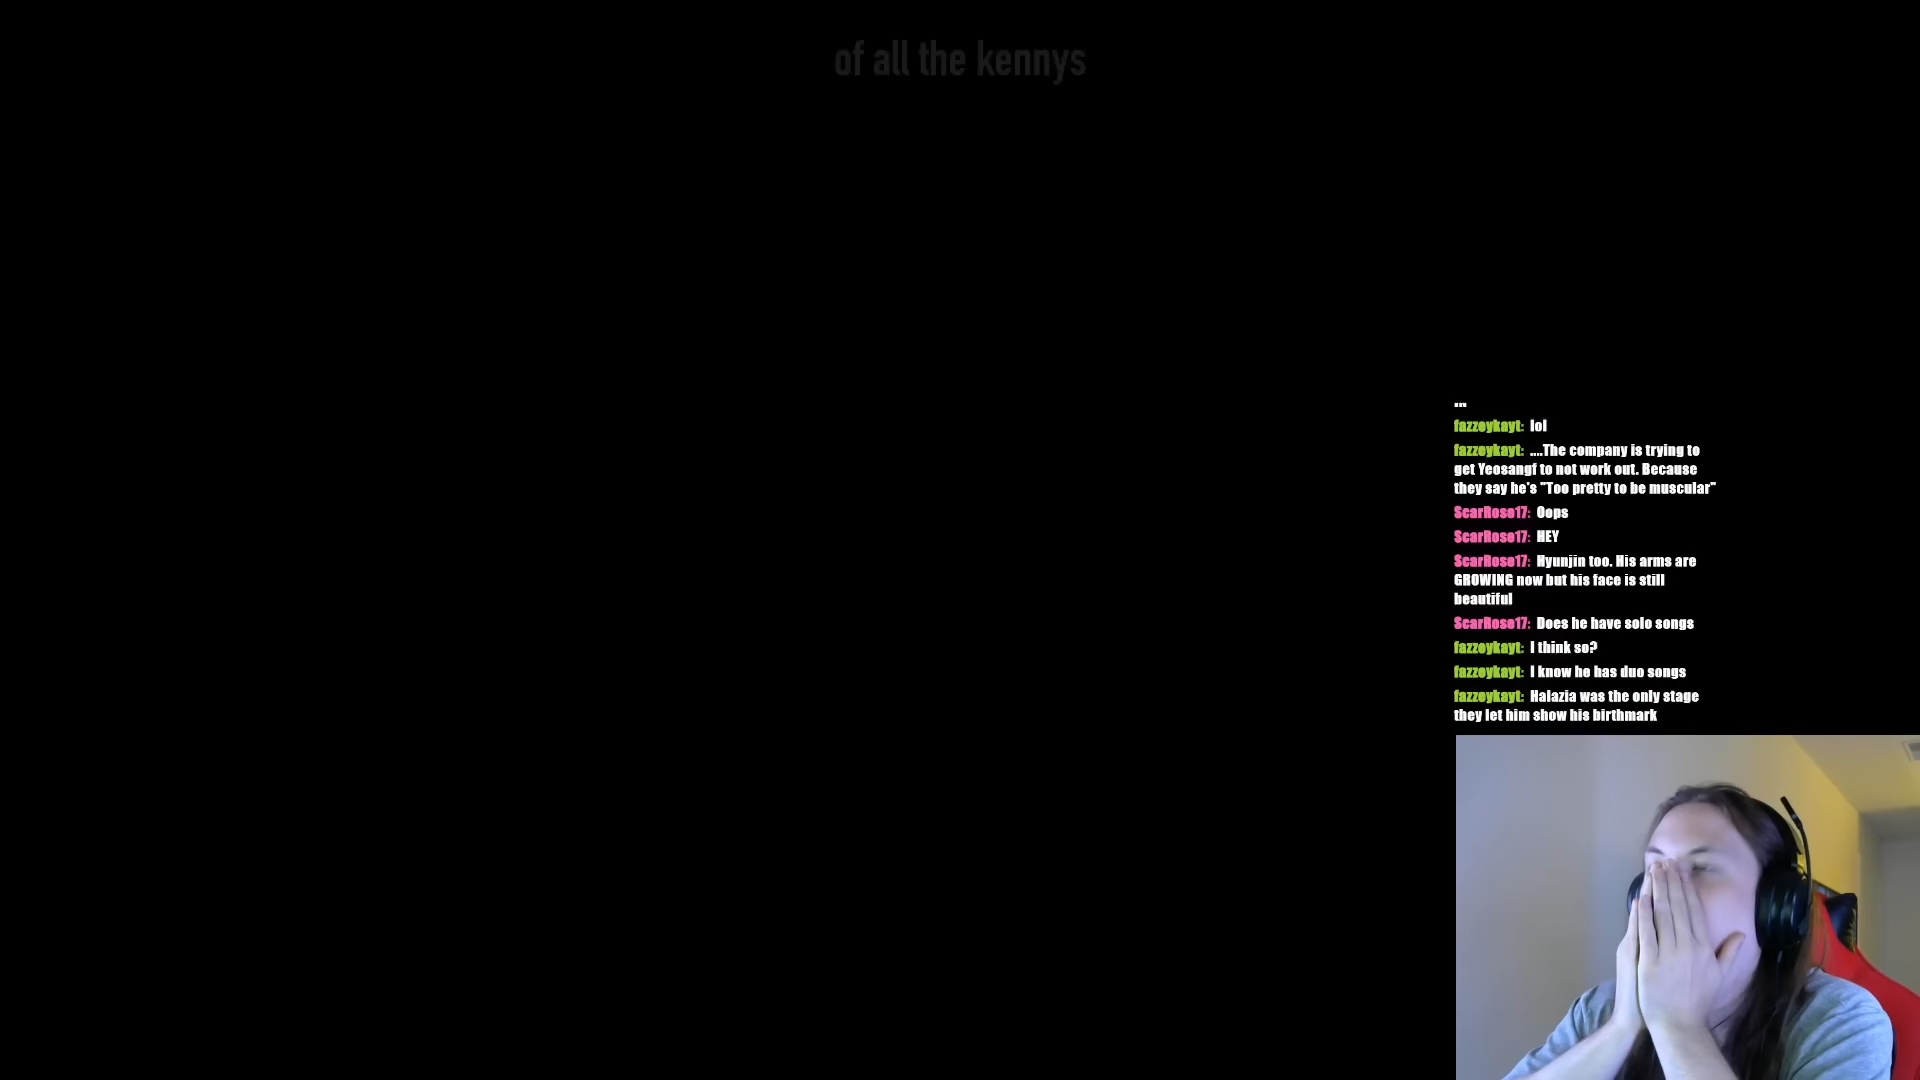 of all the kennys
...
fazzeykayt: lol
fazzeykayt: ....The company is trying to
get Yeosangf to not work out. Because
they say he's "Too pretty to be muscular"
ScarRose17: Oops
ScarRose17: HEY
ScarRose17: Hyunjin too. His arms are
GROWING now but his face is still
beautiful
ScarRose17: Does he have solo songs
fazzeykayt: I think so?
fazzeykayt: I know he has duo songs
fazzeykayt: Halazia was the only stage
they let him show his birthmark